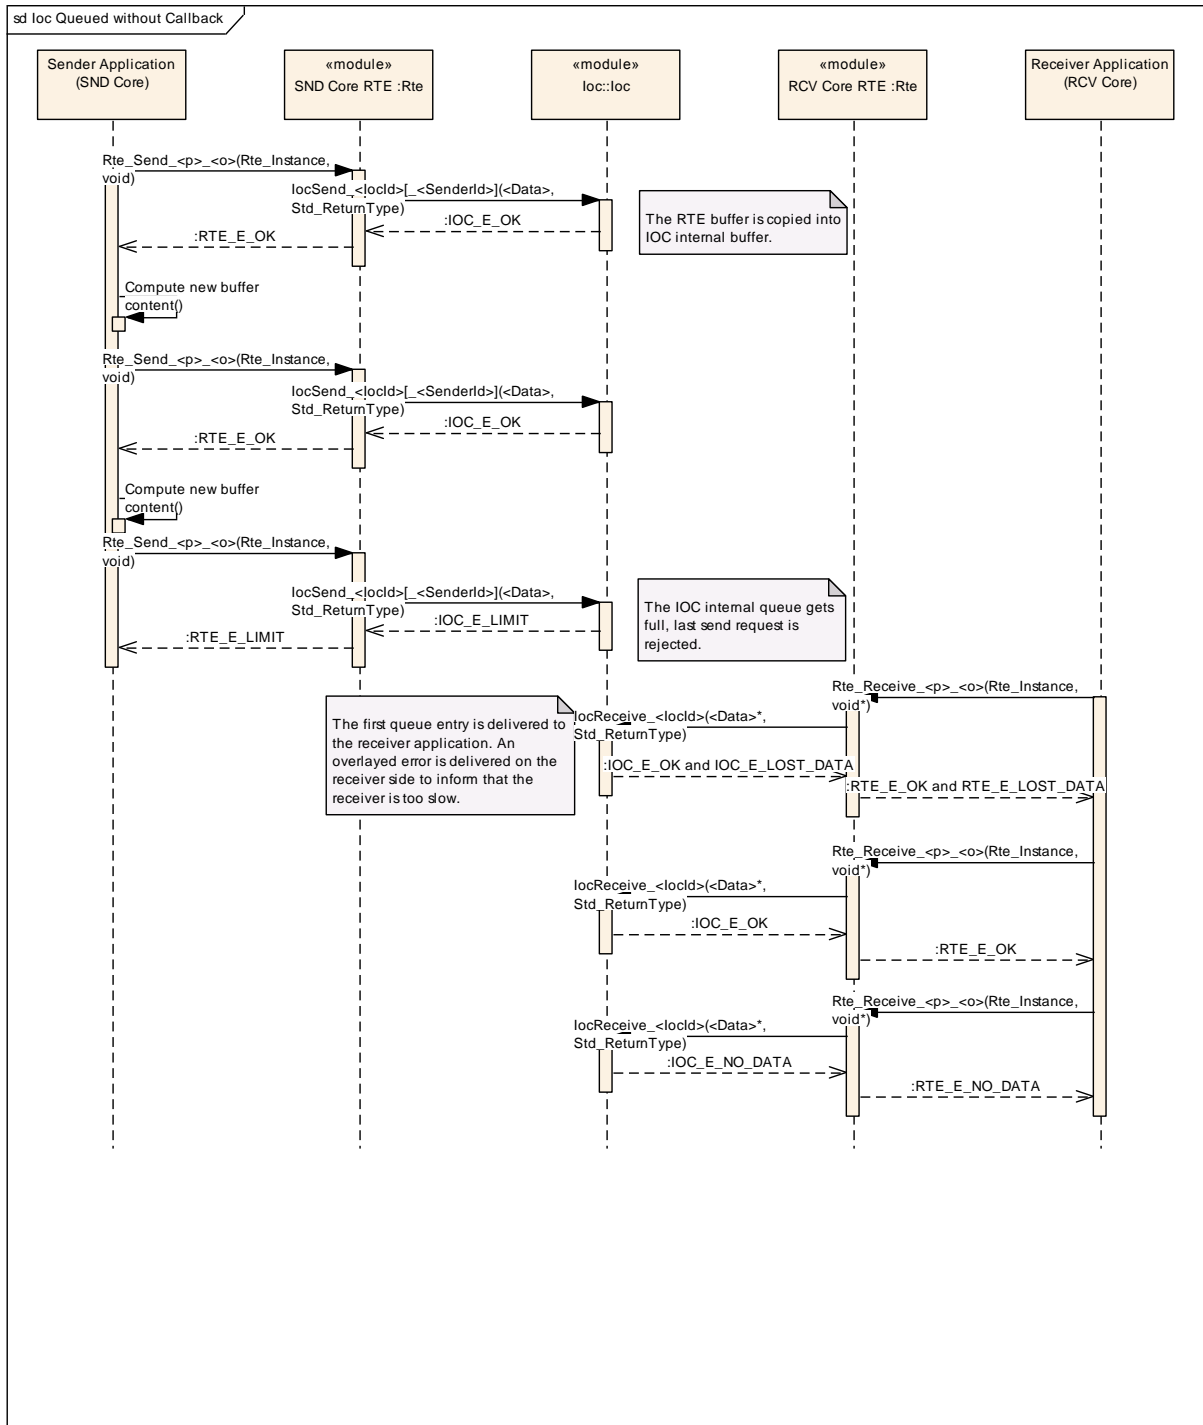 sd Ioc Queued without Callback
Sender Application
(SND Core)
«module»
SND Core RTE :Rte
«module»
Ioc::Ioc
«module»
RCV Core RTE :Rte
Receiver Application
(RCV Core)
Rte_Send_<p>_<o>(Rte_Instance,
void)
IocSend_<IocId>[_<SenderId>](<Data>,
Std_ReturnType)
:IOC_E_OK
:RTE_E_OK
The RTE buffer is copied into
IOC internal buffer.
Compute new buffer
content()
Rte_Send_<p>_<o>(Rte_Instance,
void)
IocSend_<IocId>[_<SenderId>](<Data>,
Std_ReturnType)
:IOC_E_OK
:RTE_E_OK
Compute new buffer
content()
Rte_Send_<p>_<o>(Rte_Instance,
void)
IocSend_<IocId>[_<SenderId>](<Data>,
Std_ReturnType)
:IOC_E_LIMIT
:RTE_E_LIMIT
The IOC internal queue gets
full, last send request is
rejected.
Rte_Receive_<p>_<o>(Rte_Instance,
void*)
IocReceive_<IocId>(<Data>*,
Std_ReturnType)
The first queue entry is delivered to
the receiver application. An
overlayed error is delivered on the
receiver side to inform that the
receiver is too slow.
:IOC_E_OK and IOC_E_LOST_DATA
:RTE_E_OK and RTE_E_LOST_DATA
Rte_Receive_<p>_<o>(Rte_Instance,
void*)
IocReceive_<IocId>(<Data>*,
Std_ReturnType)
:IOC_E_OK
:RTE_E_OK
Rte_Receive_<p>_<o>(Rte_Instance,
void*)
IocReceive_<IocId>(<Data>*,
Std_ReturnType)
:IOC_E_NO_DATA
:RTE_E_NO_DATA